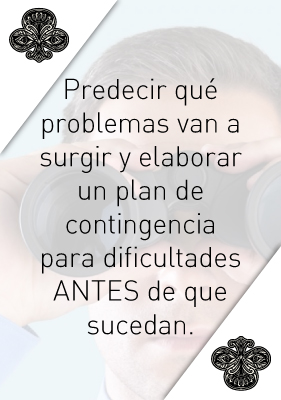 Predecir qué
problemas van a
surgir y elaborar
un plan de
contingencia
para dificultades
ANTES de que
sucedan.